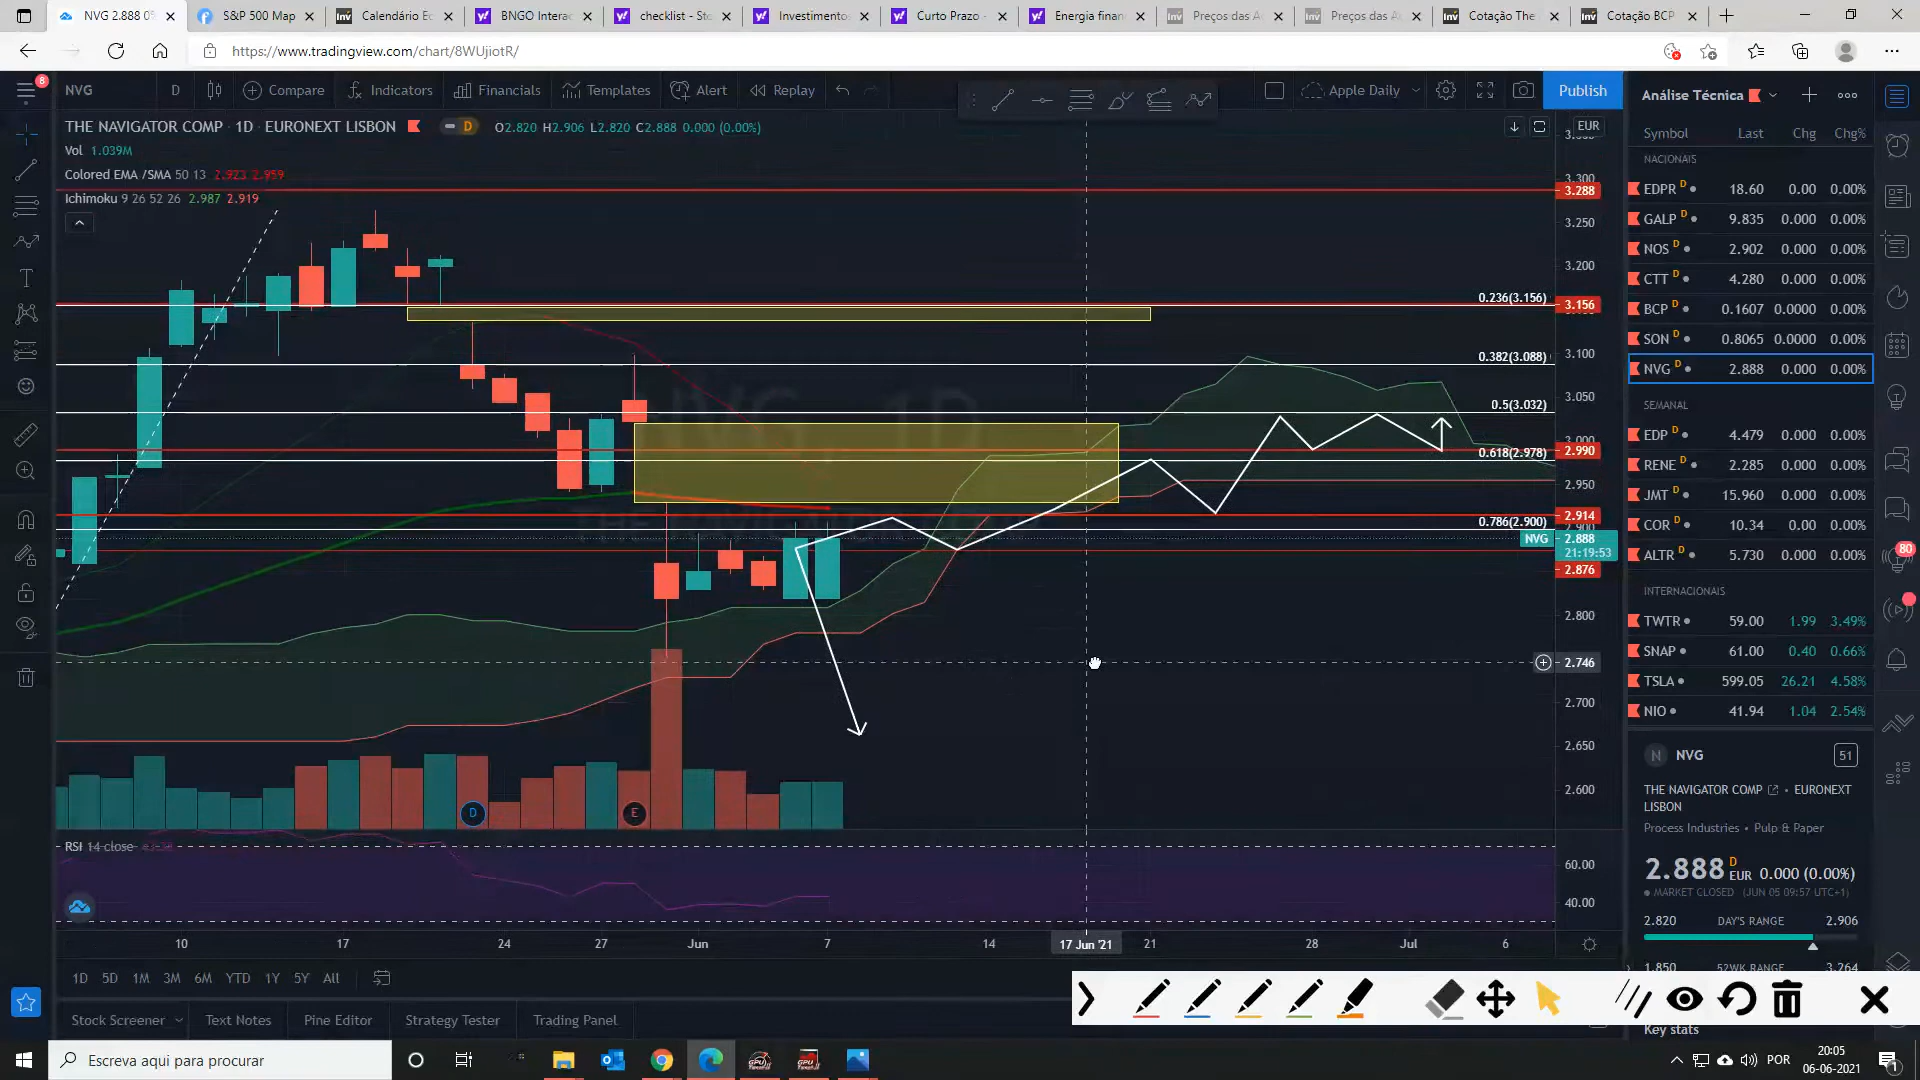 NVG 2.888 0%
S&P 500 Map
Calendário Ec
BNGO Interac
checklist - Sto
Investimentos
Curto Prazo -
Energia finan
Preços das A
Preços das A
Cotação The
Cotação BCP
https://www.tradingview.com/chart/8WUjiotR/
8
NVG
D
Compare
Indicators
Financials
Templates
Alert
Replay
Apple Daily
Publish
Análise Técnica
THE NAVIGATOR COMP · 1D · EURONEXT LISBON
D
O2.820 H2.906 L2.820 C2.888 0.000 (0.00%)
EUR
Vol 1.039M
Colored EMA /SMA 50 13 2.923 2.959
Ichimoku 9 26 52 26 2.987 2.919
Symbol Last Chg Chg%
NACIONAIS
EDPR D 18.60 0.00 0.00%
GALP D 9.835 0.000 0.00%
NOS D 2.902 0.000 0.00%
CTT D 4.280 0.000 0.00%
BCP D 0.1607 0.0000 0.00%
SON D 0.8065 0.0000 0.00%
NVG D 2.888 0.000 0.00%
SEMANAL
EDP D 4.479 0.000 0.00%
RENE D 2.285 0.000 0.00%
JMT D 15.960 0.000 0.00%
COR D 10.34 0.00 0.00%
ALTR D 5.730 0.000 0.00%
INTERNACIONAIS
TWTR 59.00 1.99 3.49%
SNAP 61.00 0.40 0.66%
TSLA 599.05 26.21 4.58%
NIO 41.94 1.04 2.54%
80
3.300
3.288
3.250
3.200
0.236(3.156)
3.156
3.100
0.382(3.088)
3.050
0.5(3.032)
3.000
2.990
0.618(2.978)
2.950
2.914
0.786(2.900)
2.900
NVG
2.888
21:19:53
2.876
2.800
2.746
2.700
2.650
2.600
NVG, 1D
D
E
RSI 14 close
60.00
40.00
10
17
24
27
Jun
7
14
17 Jun '21
21
28
Jul
6
N
NVG
51
THE NAVIGATOR COMP · EURONEXT
LISBON
Process Industries · Pulp & Paper
2.888 D EUR 0.000 (0.00%)
MARKET CLOSED (JUN 05 09:57 UTC+1)
2.820 DAY'S RANGE 2.906
1.850 52WK RANGE 3.264
Key stats
1D
5D
1M
3M
6M
YTD
1Y
5Y
All
Stock Screener
Text Notes
Pine Editor
Strategy Tester
Trading Panel
Escreva aqui para procurar
POR
20:05
06-06-2021
1